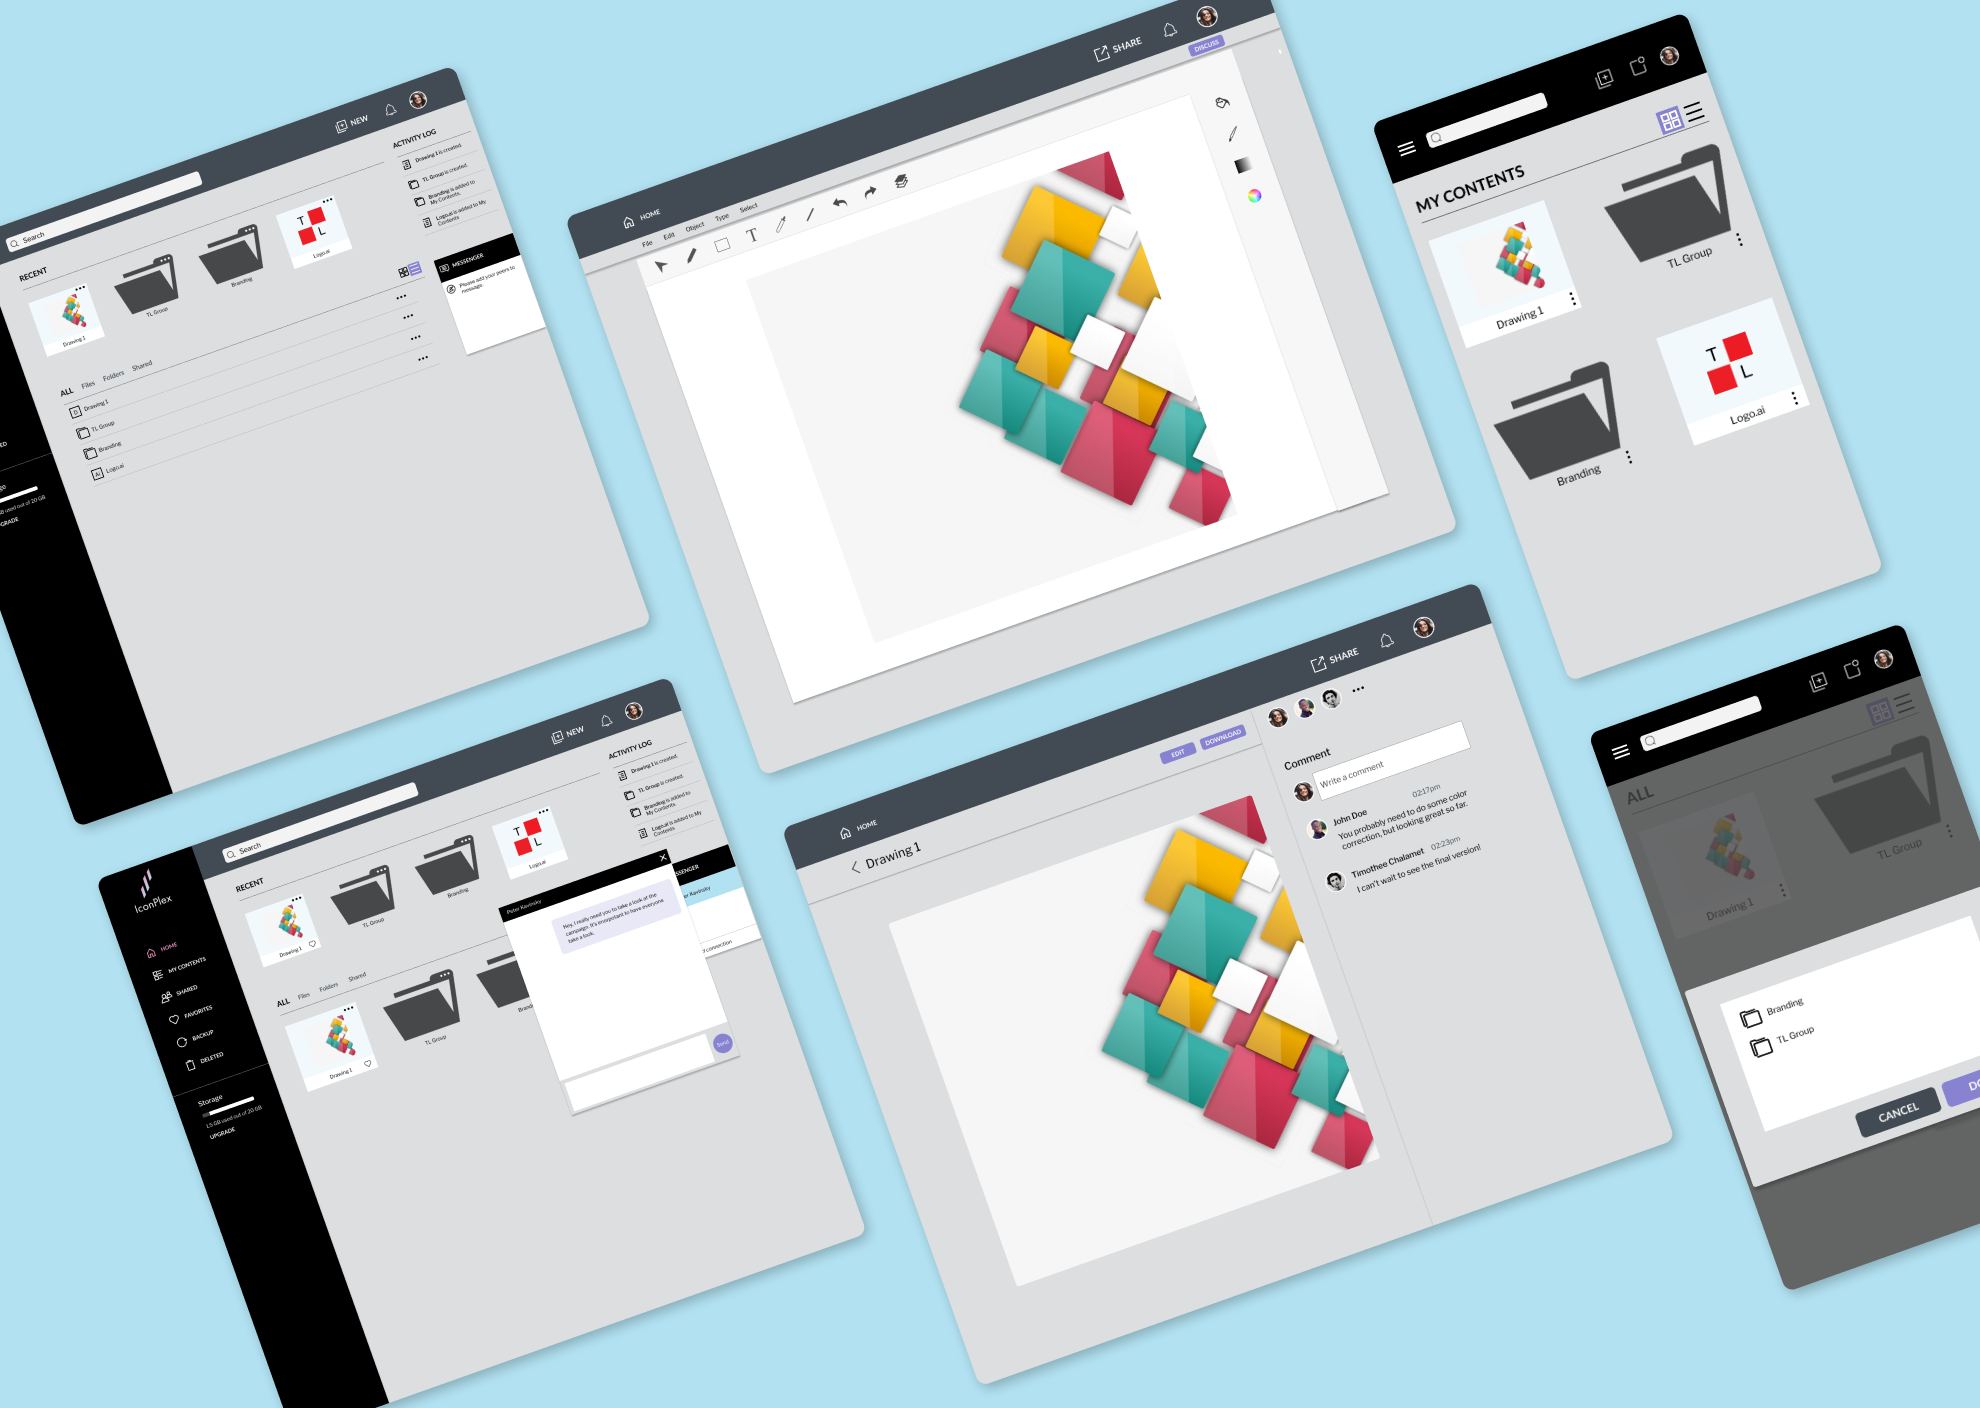 NEW
Search
RECENT
Drawing 1
TL Group
Branding
T
L
Logo.ai
ACTIVITY LOG
Drawing 1 is created.
TL Group is created.
Branding is added to
My Contents.
Logo.ai is added to My
Contents
MESSENGER
Please add your peers to
message.
ALL Files Folders Shared
Drawing 1
TL Group
Branding
Ai Logo.ai
used out of 20 GB
HOME
SHARE
DISCUSS
File Edit Object Type Select
T
MY CONTENTS
Drawing 1
TL Group
Branding
T
L
Logo.ai
IconPlex
HOME
MY CONTENTS
SHARED
FAVORITES
BACKUP
DELETED
Storage
1.5 GB used out of 20 GB
UPGRADE
NEW
Search
RECENT
Drawing 1
TL Group
Branding
T
L
Logo.ai
ALL Files Folders Shared
Drawing 1
TL Group
ACTIVITY LOG
Drawing 1 is created.
TL Group is created.
Branding is added to
My Contents.
Logo.ai is added to My
Contents
SENGER
Kavinsky
connection
Peter Kavinsky
Hey, I really need you to take a look at the
campaign. It's important to have everyone
take a look.
Send
HOME
SHARE
Drawing 1
EDIT
DOWNLOAD
Comment
Write a comment
02:17pm
John Doe
You probably need to do some color
correction, but looking great so far.
Timothee Chalamet 02:23pm
I can't wait to see the final version!
ALL
Drawing 1
TL Group
Branding
TL Group
CANCEL